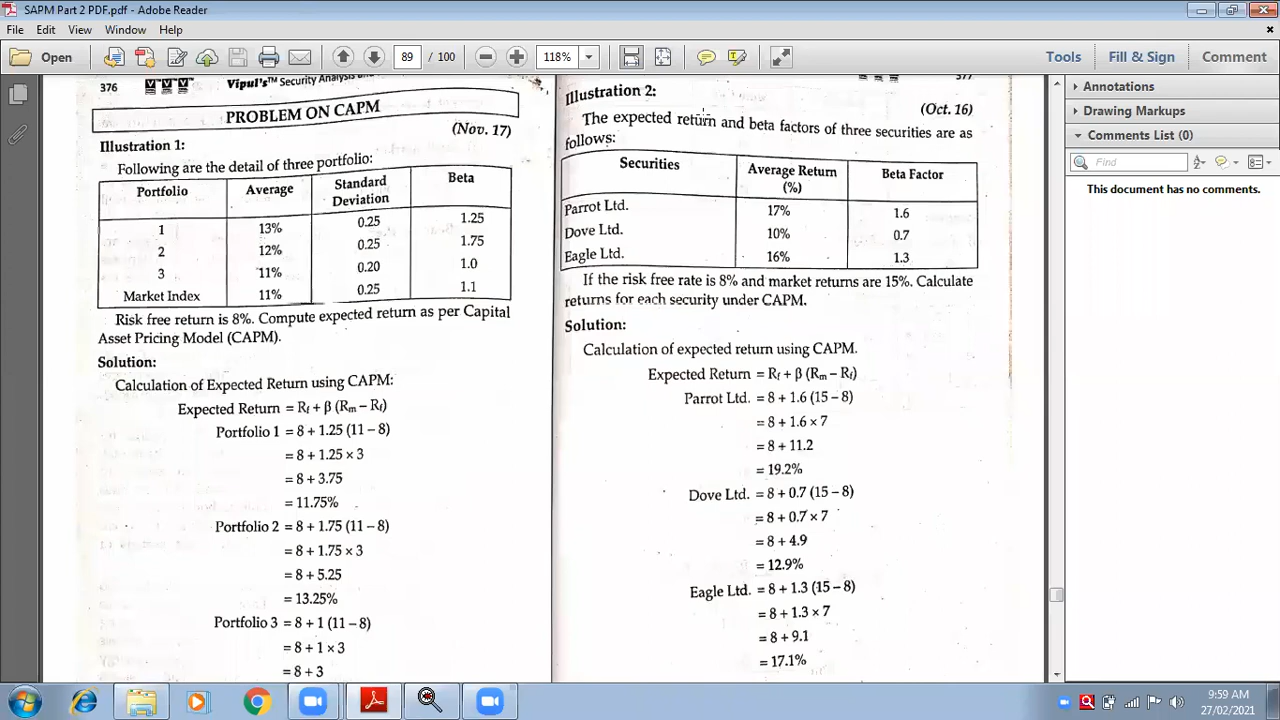 SAPM Part 2 PDF.pdf - Adobe Reader
File Edit View Window Help
Open 89 / 100 118% Tools Fill & Sign Comment
376 Vipul's™ Security Analysis and
PROBLEM ON CAPM
(Nov. 17)
Illustration 1:
Following are the detail of three portfolio:
Portfolio Average Standard Deviation Beta
1 13% 0.25 1.25
2 12% 0.25 1.75
3 11% 0.20 1.0
Market Index 11% 0.25 1.1
Risk free return is 8%. Compute expected return as per Capital
Asset Pricing Model (CAPM).
Solution:
Calculation of Expected Return using CAPM:
Expected Return = Rf + β (Rm – Rf)
Portfolio 1 = 8 + 1.25 (11 – 8)
= 8 + 1.25 × 3
= 8 + 3.75
= 11.75%
Portfolio 2 = 8 + 1.75 (11 – 8)
= 8 + 1.75 × 3
= 8 + 5.25
= 13.25%
Portfolio 3 = 8 + 1 (11 – 8)
= 8 + 1 × 3
= 8 + 3
377
Illustration 2:
(Oct. 16)
The expected return and beta factors of three securities are as
follows:
Securities Average Return (%) Beta Factor
Parrot Ltd. 17% 1.6
Dove Ltd. 10% 0.7
Eagle Ltd. 16% 1.3
If the risk free rate is 8% and market returns are 15%. Calculate
returns for each security under CAPM.
Solution:
Calculation of expected return using CAPM.
Expected Return = Rf + β (Rm – Rf)
Parrot Ltd. = 8 + 1.6 (15 – 8)
= 8 + 1.6 × 7
= 8 + 11.2
= 19.2%
Dove Ltd. = 8 + 0.7 (15 – 8)
= 8 + 0.7 × 7
= 8 + 4.9
= 12.9%
Eagle Ltd. = 8 + 1.3 (15 – 8)
= 8 + 1.3 × 7
= 8 + 9.1
= 17.1%
Annotations
Drawing Markups
Comments List (0)
Find
This document has no comments.
9:59 AM
27/02/2021